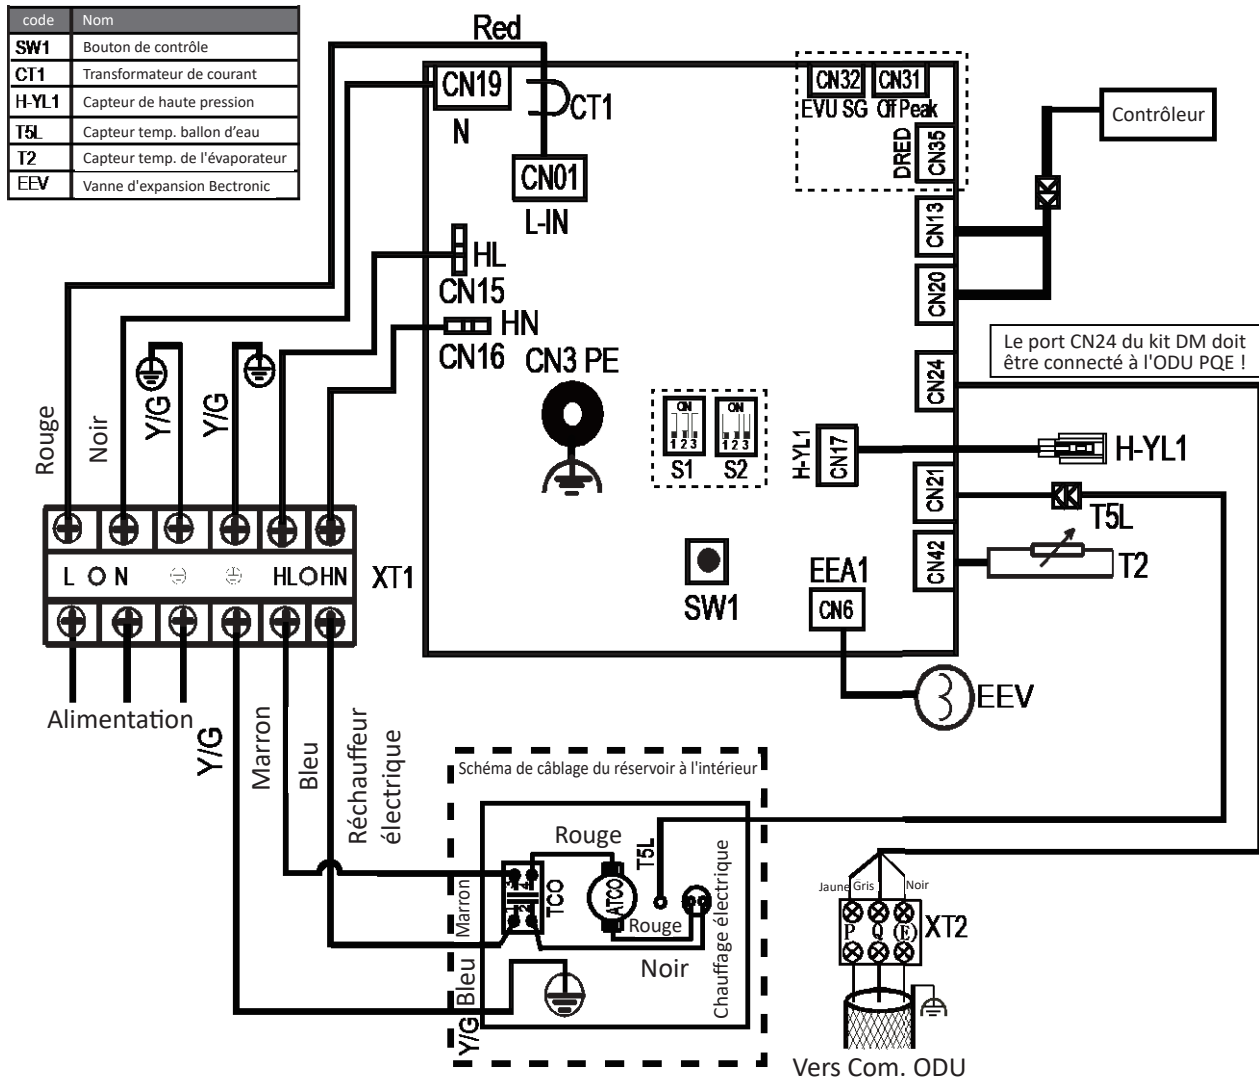 code Nom
SW1 Bouton de contrôle
CT1 Transformateur de courant
H-YL1 Capteur de haute pression
T5L Capteur temp. ballon d'eau
T2 Capteur temp. de l'évaporateur
EEV Vanne d'expansion Bectronic
Red
CN19
N
CT1
CN01
L-IN
CN32 CN31
EVU SG Off Peak
DRED
CN35
Contrôleur
CN13
CN20
HL
CN15
HN
CN16
CN3 PE
Le port CN24 du kit DM doit
être connecté à l'ODU PQE !
CN24
ON
1 2 3
S1
ON
1 2 3
S2
H-YL1
CN17
H-YL1
CN21
T5L
CN42
T2
SW1
EEA1
CN6
EEV
Rouge
Noir
Y/G
Y/G
L O N HL O HN
XT1
Alimentation
Y/G
Marron
Bleu
Réchauffeur
électrique
Schéma de câblage du réservoir à l'intérieur
Rouge
T5L
3 4
1 2
TCO
ATCO
Rouge
Noir
Chauffage électrique
Marron
Bleu
Y/G
Jaune Gris Noir
P Q (E)
XT2
Vers Com. ODU